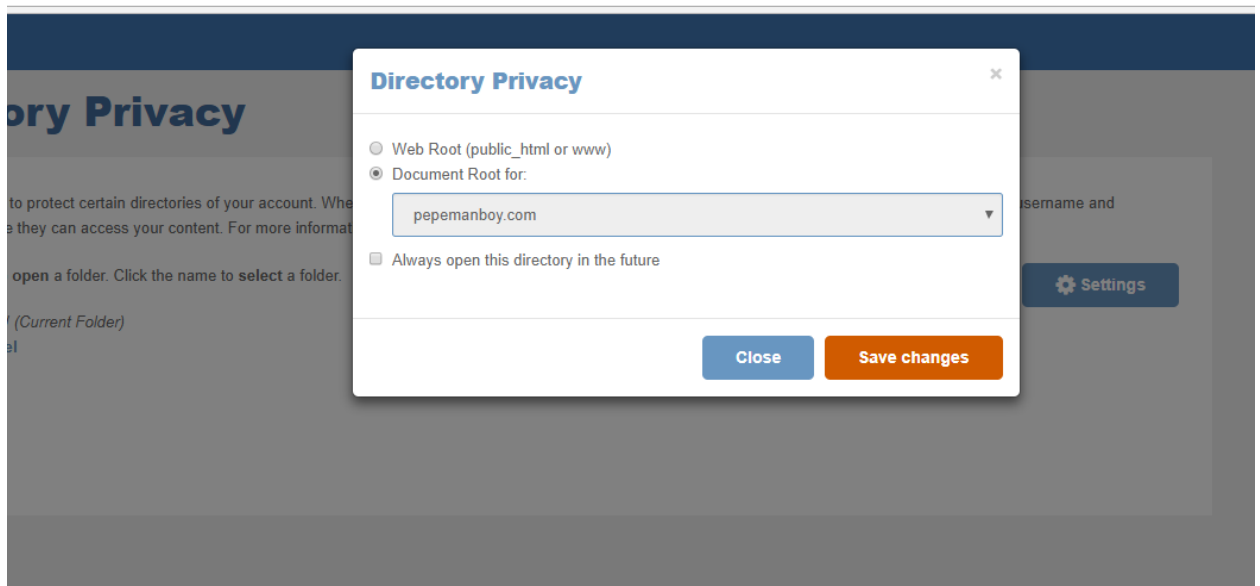 ory Privacy
to protect certain directories of your account. Whe
username and
they can access your content. For more informat
open a folder. Click the name to select a folder.
Settings
(Current Folder)
el
Directory Privacy
×
Web Root (public_html or www)
Document Root for:
pepemanboy.com
Always open this directory in the future
Close
Save changes